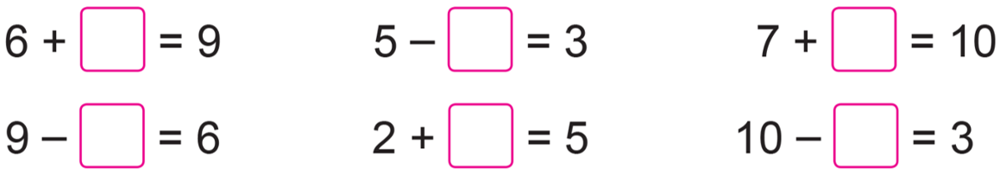 6 + □ = 9 5 – □ = 3 7 + □ = 10
9 – □ = 6 2 + □ = 5 10 – □ = 3